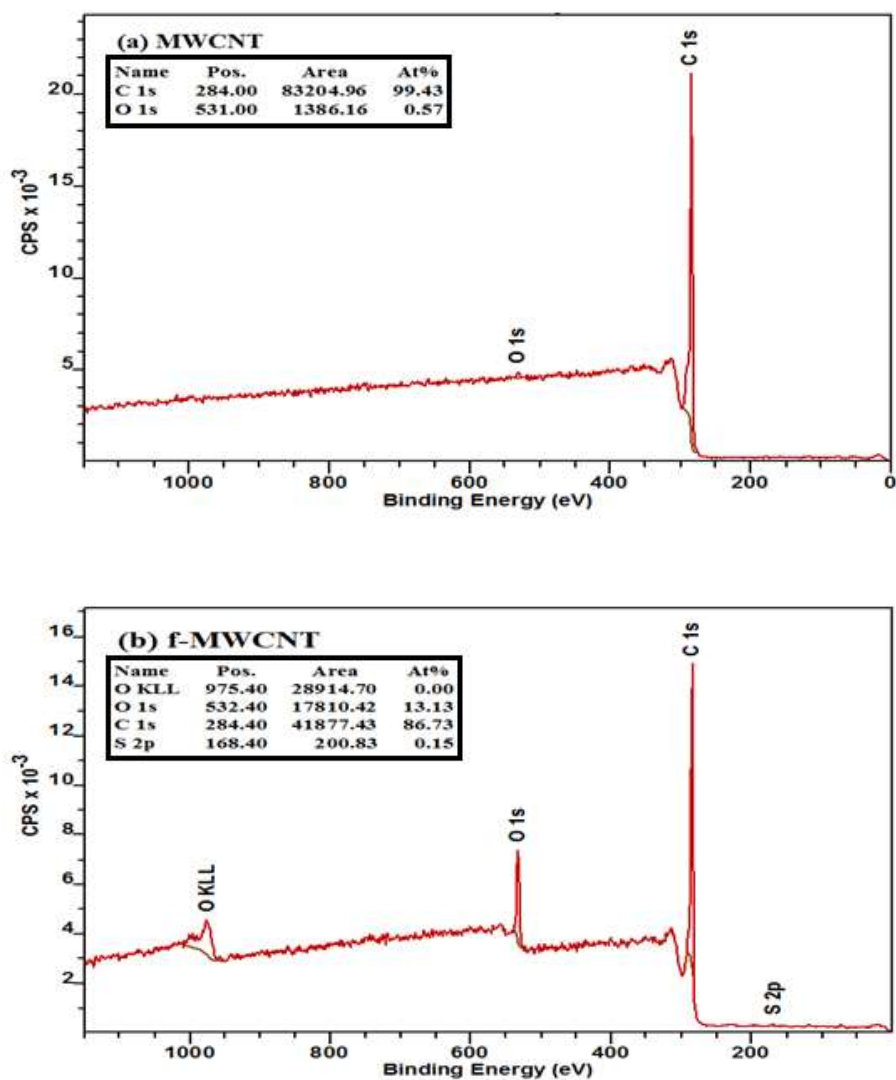 (a) MWCNT
Name Pos. Area At%
C 1s 284.00 83204.96 99.43
O 1s 531.00 1386.16 0.57
C 1s
O 1s
20
15
10
5
CPS x 10⁻³
1000 800 600 400 200 0
Binding Energy (eV)
(b) f-MWCNT
Name Pos. Area At%
O KLL 975.40 28914.70 0.00
O 1s 532.40 17810.42 13.13
C 1s 284.40 41877.43 86.73
S 2p 168.40 200.83 0.15
C 1s
O 1s
O KLL
S 2p
16
14
12
10
8
6
4
2
CPS x 10⁻³
1000 800 600 400 200
Binding Energy (eV)